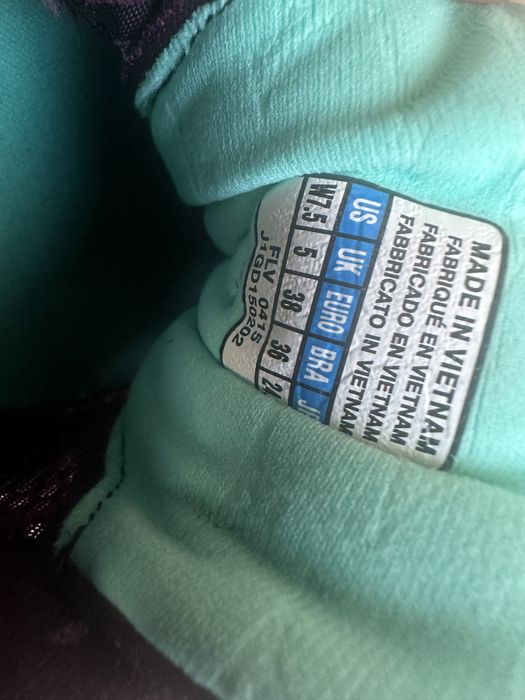 MADE IN VIETNAM
FABRIQUÉ EN VIETNAM
FABRICADO EN VIETNAM
FABBRICATO IN VIETNAM
US UK EURO BRA
W7.5 5 38 36
FLV 0415
J1GD150202